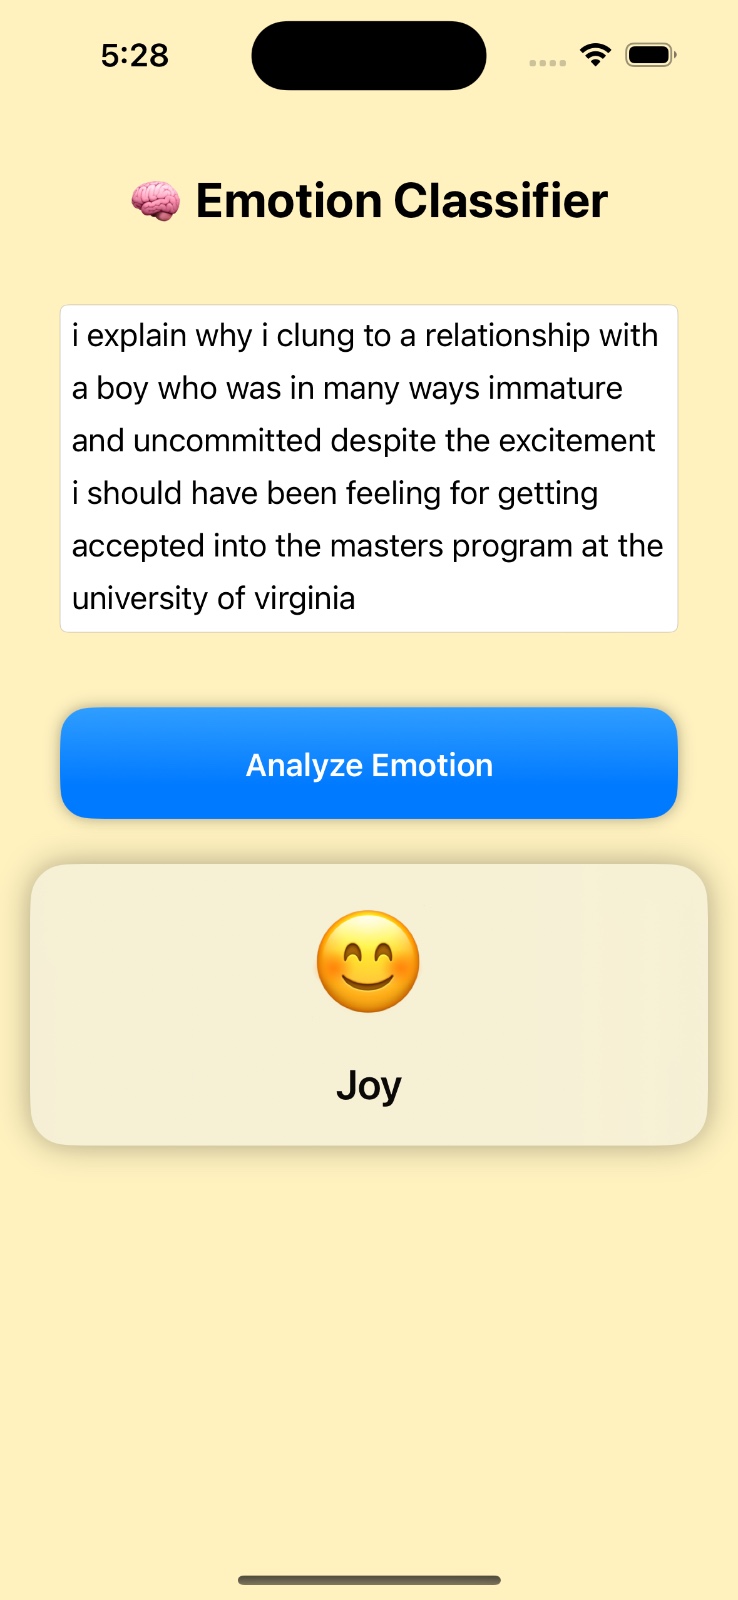 5:28
🧠 Emotion Classifier
i explain why i clung to a relationship with
a boy who was in many ways immature
and uncommitted despite the excitement
i should have been feeling for getting
accepted into the masters program at the
university of virginia
Analyze Emotion
😊
Joy